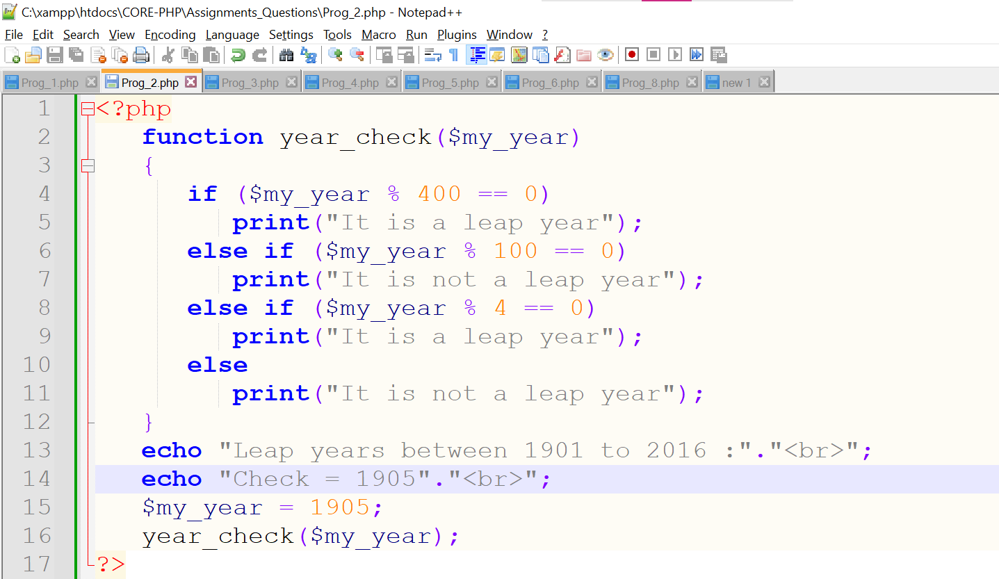 C:\xampp\htdocs\CORE-PHP\Assignments_Questions\Prog_2.php - Notepad++
File Edit Search View Encoding Language Settings Tools Macro Run Plugins Window ?
Prog_1.php Prog_2.php Prog_3.php Prog_4.php Prog_5.php Prog_6.php Prog_8.php new 1
1 <?php
2 function year_check($my_year)
3 {
4 if ($my_year % 400 == 0)
5 print("It is a leap year");
6 else if ($my_year % 100 == 0)
7 print("It is not a leap year");
8 else if ($my_year % 4 == 0)
9 print("It is a leap year");
10 else
11 print("It is not a leap year");
12 }
13 echo "Leap years between 1901 to 2016 :"."<br>";
14 echo "Check = 1905"."<br>";
15 $my_year = 1905;
16 year_check($my_year);
17 ?>